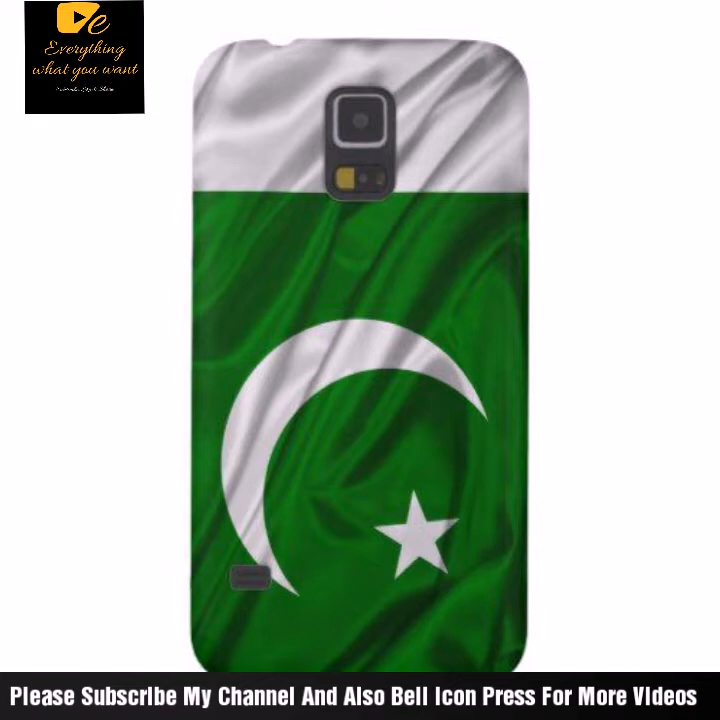 Everything
what you want
Please Subscribe My Channel And Also Bell Icon Press For More Videos